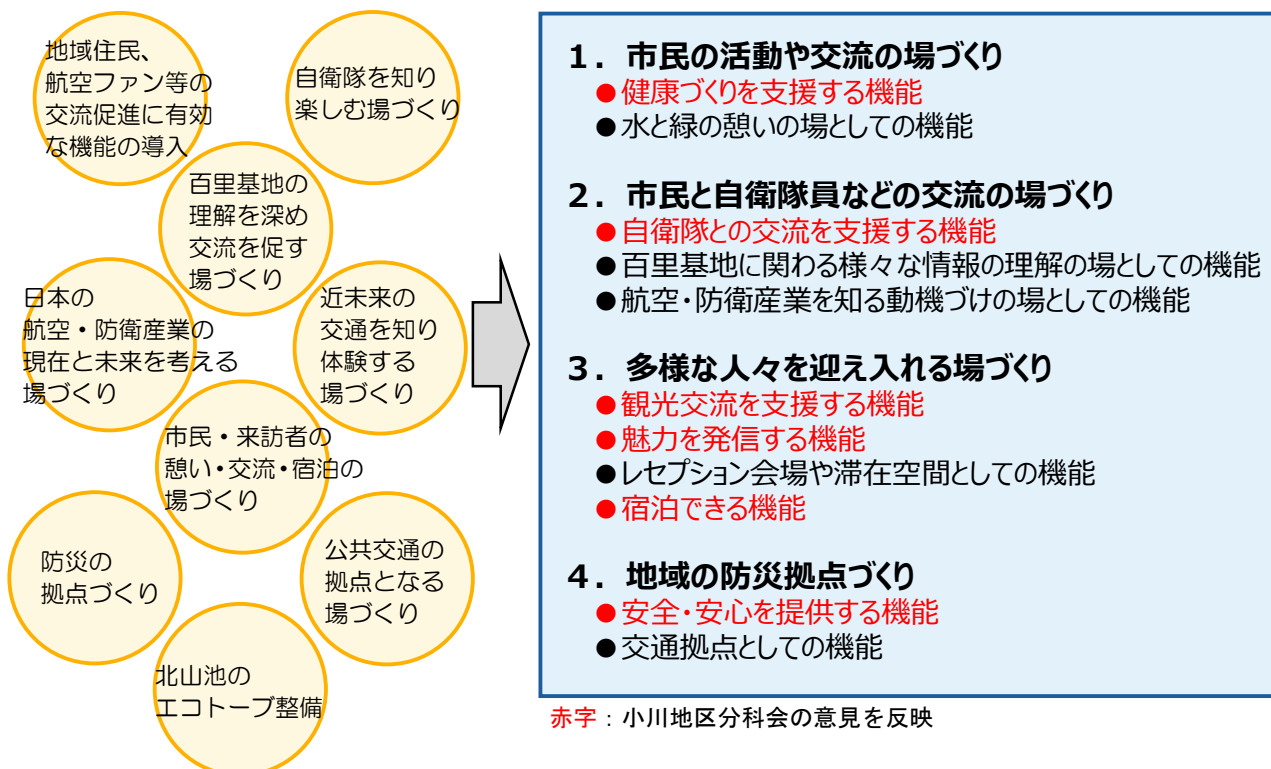 地域住民、
航空ファン等の
交流促進に有効
な機能の導入
自衛隊を知り
楽しむ場づくり
百里基地の
理解を深め
交流を促す
場づくり
日本の
航空・防衛産業の
現在と未来を考える
場づくり
近未来の
交通を知り
体験する
場づくり
市民・来訪者の
憩い・交流・宿泊の
場づくり
防災の
拠点づくり
公共交通の
拠点となる
場づくり
北山池の
エコトーブ整備
１．市民の活動や交流の場づくり
●健康づくりを支援する機能
●水と緑の憩いの場としての機能
２．市民と自衛隊員などの交流の場づくり
●自衛隊との交流を支援する機能
●百里基地に関わる様々な情報の理解の場としての機能
●航空・防衛産業を知る動機づけの場としての機能
３．多様な人々を迎え入れる場づくり
●観光交流を支援する機能
●魅力を発信する機能
●レセプション会場や滞在空間としての機能
●宿泊できる機能
４．地域の防災拠点づくり
●安全・安心を提供する機能
●交通拠点としての機能
赤字：小川地区分科会の意見を反映